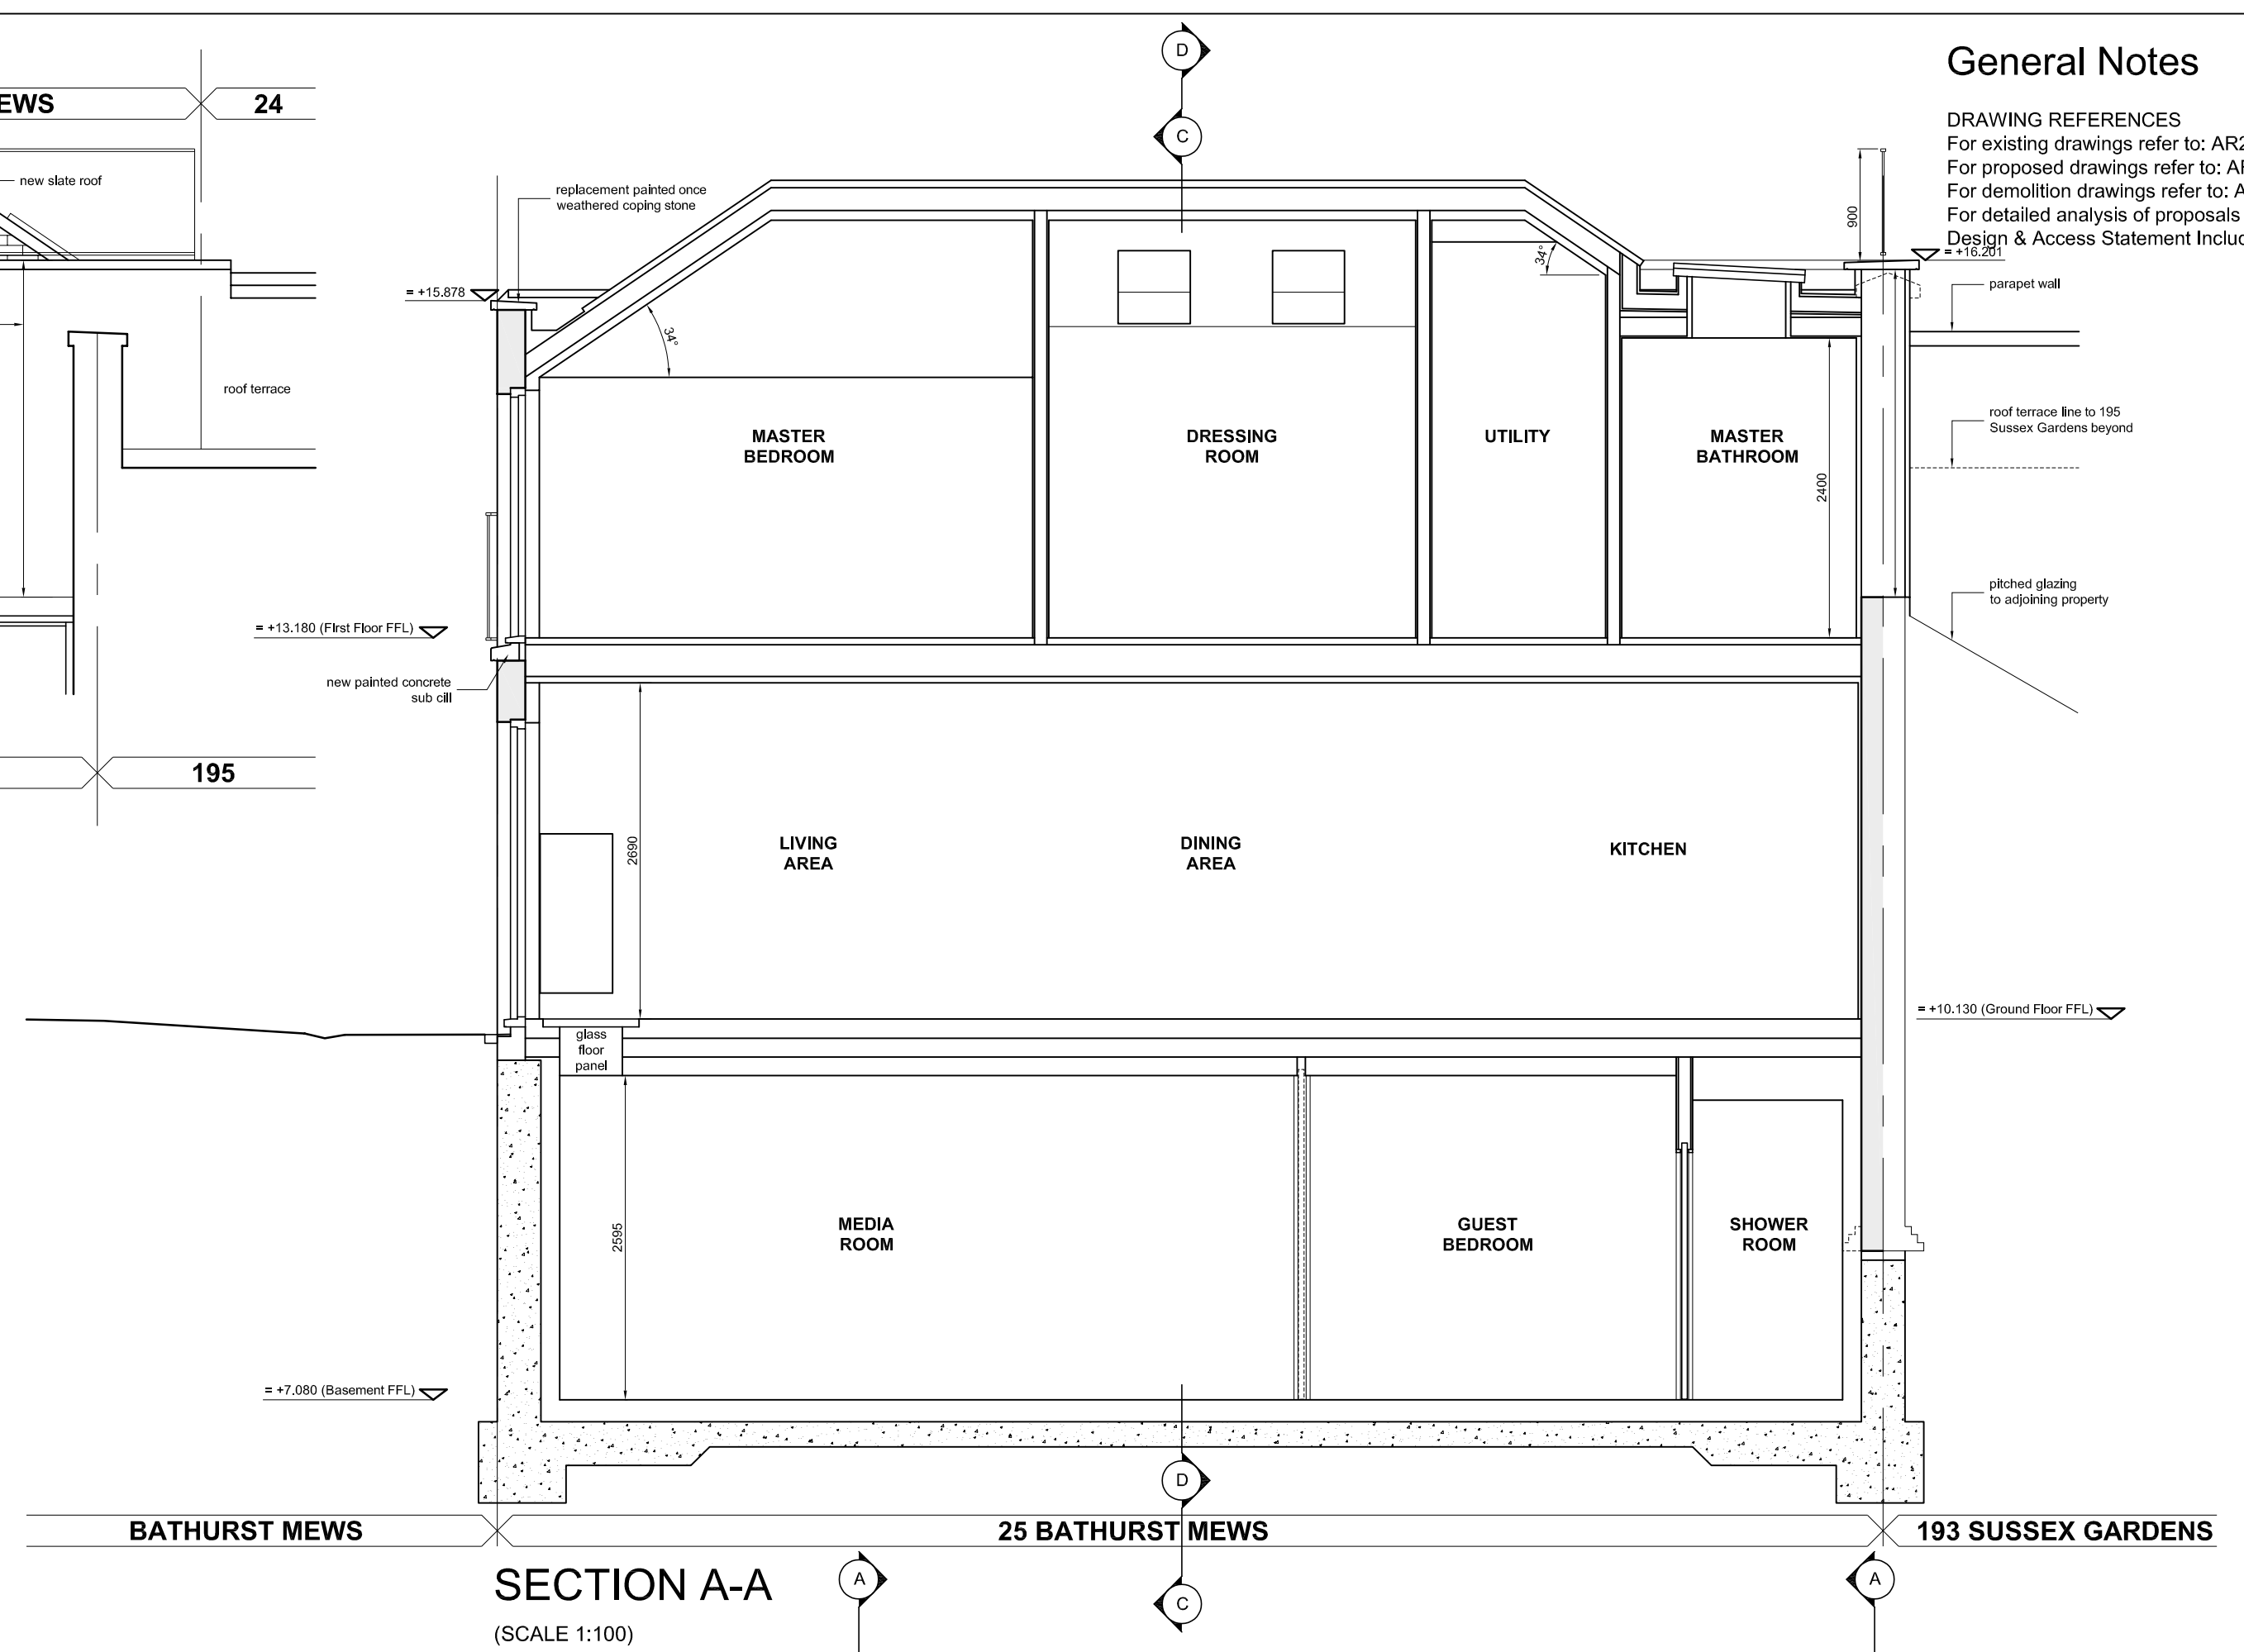 EWS
24
new slate roof
roof terrace
195
D
C
General Notes
DRAWING REFERENCES
For existing drawings refer to:
For proposed drawings refer to:
For demolition drawings refer to:
For detailed analysis of proposals
Design & Access Statement
replacement painted once
weathered coping stone
= +15.878
34°
34°
900
= +16.201
parapet wall
roof terrace line to 195
Sussex Gardens beyond
MASTER
BEDROOM
DRESSING
ROOM
UTILITY
MASTER
BATHROOM
2400
pitched glazing
to adjoining property
= +13.180 (FIrst Floor FFL)
new painted concrete
sub cill
2690
LIVING
AREA
DINING
AREA
KITCHEN
= +10.130 (Ground Floor FFL)
glass
floor
panel
2595
MEDIA
ROOM
GUEST
BEDROOM
SHOWER
ROOM
= +7.080 (Basement FFL)
D
BATHURST MEWS
25 BATHURST MEWS
193 SUSSEX GARDENS
SECTION A-A
(SCALE 1:100)
A
C
A